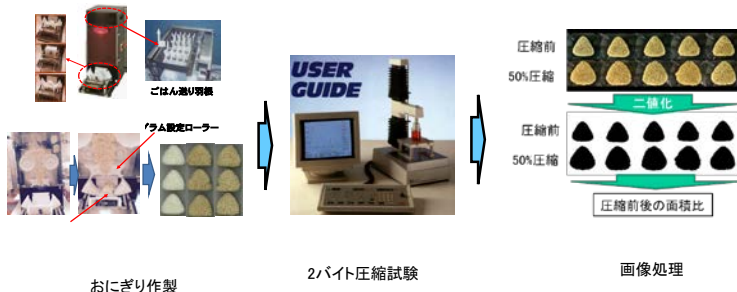 ごはん送り羽根
グラム設定ローラー
おにぎり作製
USER
GUIDE
2バイト圧縮試験
圧縮前
50%圧縮
二値化
圧縮前
50%圧縮
圧縮前後の面積比
画像処理